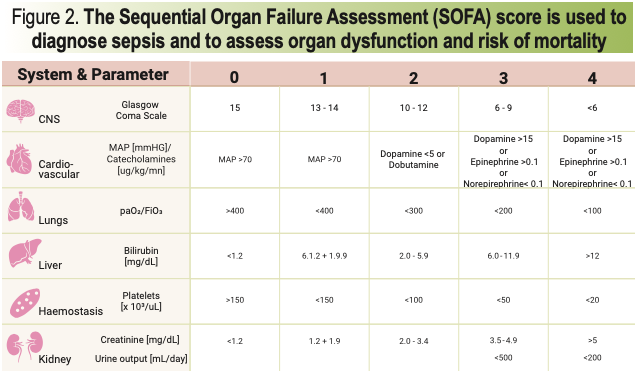 Figure 2. The Sequential Organ Failure Assessment (SOFA) score is used to
diagnose sepsis and to assess organ dysfunction and risk of mortality
System & Parameter 0 1 2 3 4
CNS Glasgow Coma Scale 15 13 - 14 10 - 12 6 - 9 <6
Cardio-vascular MAP [mmHG]/ Catecholamines [ug/kg/mn] MAP >70 MAP >70 Dopamine <5 or Dobutamine Dopamine >15 or Epinephrine >0.1 or Norepirephrine< 0.1 Dopamine >15 or Epinephrine >0.1 or Norepirephrine< 0.1
Lungs paO₂/FiO₃ >400 <400 <300 <200 <100
Liver Bilirubin [mg/dL] <1.2 6.1.2 + 1.9.9 2.0 - 5.9 6.0-11.9 >12
Haemostasis Platelets [x 10³/uL] >150 <150 <100 <50 <20
Kidney Creatinine [mg/dL) <1.2 1.2 + 1.9 2.0 - 3.4 3.5-4.9 >5
Urine output [mL/day] <500 <200